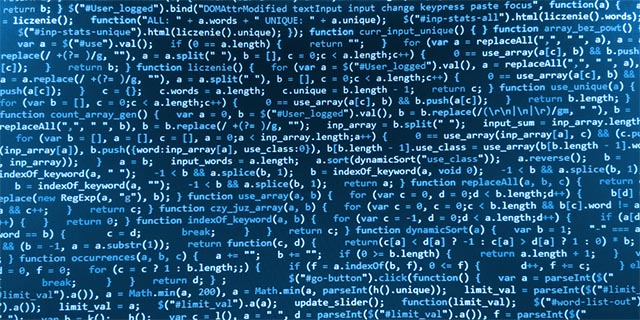 return b; } $("#User_logged").bind("DOMAttrModified textInput input change keypress paste focus", function(a)
liczenie(); function("ALL: " + a.words + " UNIQUE: " + a.unique); $("#inp-stats-all").html(liczenie().words);
$("#inp-stats-unique").html(liczenie().unique); }); function curr_input_unique() { } function array_bez_powt()
var a = $("#use").val(); if (0 == a.length) { return ""; } for (var a = replaceAll(",", " ", a), a =
replace(/ +(?= )/g, ""), a = a.split(" "), b = [], c = 0;c < a.length;c++) { 0 == use_array(a[c], b) && b.push
c]); } return b; } function liczenie() { for (var a = $("#User_logged").val(), a = replaceAll(",", " ", a),
= a.replace(/ +(?= )/g, ""), a = a.split(" "), b = [], c = 0;c < a.length;c++) { 0 == use_array(a[c], b) &&
push(a[c]); } c = {}; c.words = a.length; c.unique = b.length - 1; return c; } function use_unique(a) {
for (var b = [], c = 0;c < a.length;c++) { 0 == use_array(a[c], b) && b.push(a[c]); } return b.length; }
function count_array_gen() { var a = 0, b = $("#User_logged").val(), b = b.replace(/(\r\n|\n|\r)/gm, " "), b =
replaceAll(",", " ", b), b = b.replace(/ +(?= )/g, ""); inp_array = b.split(" "); input_sum = inp_array.length
for (var b = [], a = [], c = [], a = 0;a < inp_array.length;a++) { 0 == use_array(inp_array[a], c) && (c.pu
(inp_array[a]), b.push({word:inp_array[a], use_class:0}), b[b.length - 1].use_class = use_array(b[b.length - 1].wo
inp_array)); } a = b; input_words = a.length; a.sort(dynamicSort("use_class")); a.reverse(); b =
indexOf_keyword(a, " "); -1 < b && a.splice(b, 1); b = indexOf_keyword(a, void 0); -1 < b && a.splice(b, 1);
indexOf_keyword(a, ""); -1 < b && a.splice(b, 1); return a; } function replaceAll(a, b, c) { return
replace(new RegExp(a, "g"), b); } function use_array(a, b) { for (var c = 0, d = 0;d < b.length;d++) { b[d]
&& c++; } return c; } function czy_juz_array(a, b) { for (var c = 0, c = 0;c < b.length && b[c].word !=
} return 0; } function indexOf_keyword(a, b) { for (var c = -1, d = 0;d < a.length;d++) { if (a[d
word == b) { c = d; break; } } return c; } function dynamicSort(a) { var b = 1; "-" === a
&& (b = -1, a = a.substr(1)); return function(c, d) { return(c[a] < d[a] ? -1 : c[a] > d[a] ? 1 : 0) * b;
} function occurrences(a, b, c) { a += ""; b += ""; if (0 >= b.length) { return a.length + 1;
d = 0, f = 0; for (c = c ? 1 : b.length;;) { if (f = a.indexOf(b, f), 0 <= f) { d++, f += c; } el
break; } } return d; } ; $("#go-button").click(function() { var a = parseInt($("
#limit_val").a()), a = Math.min(a, 200), a = Math.min(a, parseInt(h().unique)); limit_val = parseInt($("#limit_
val").a()); limit_val = a; $("#limit_val").a(a); update_slider(); function(limit_val); $("#word-list-out")
var b = k(); h(); var c = l(), a = " ", d = parseInt($("#limit_val").a()), f = parseInt($("